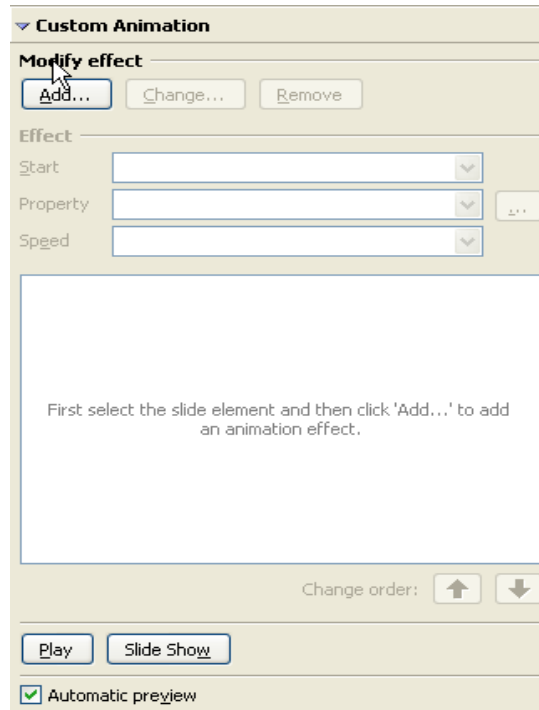 Custom Animation
Modify effect
Add... Change... Remove
Effect
Start
Property ...
Speed
First select the slide element and then click 'Add...' to add
an animation effect.
Change order:
Play Slide Show
Automatic preview